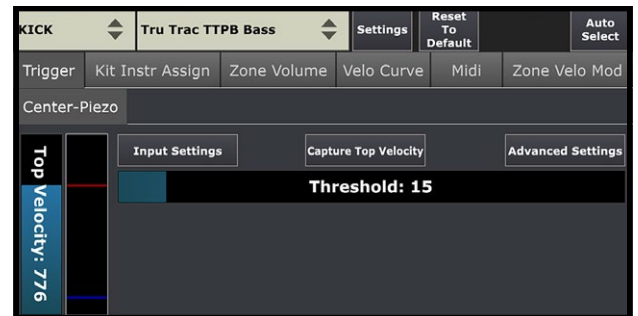 KICK
Tru Trac TTPB Bass
Settings
Reset
To
Default
Auto
Select
Trigger
Kit Instr Assign
Zone Volume
Velo Curve
Midi
Zone Velo Mod
Center-Piezo
Top Velocity: 776
Input Settings
Capture Top Velocity
Advanced Settings
Threshold: 15